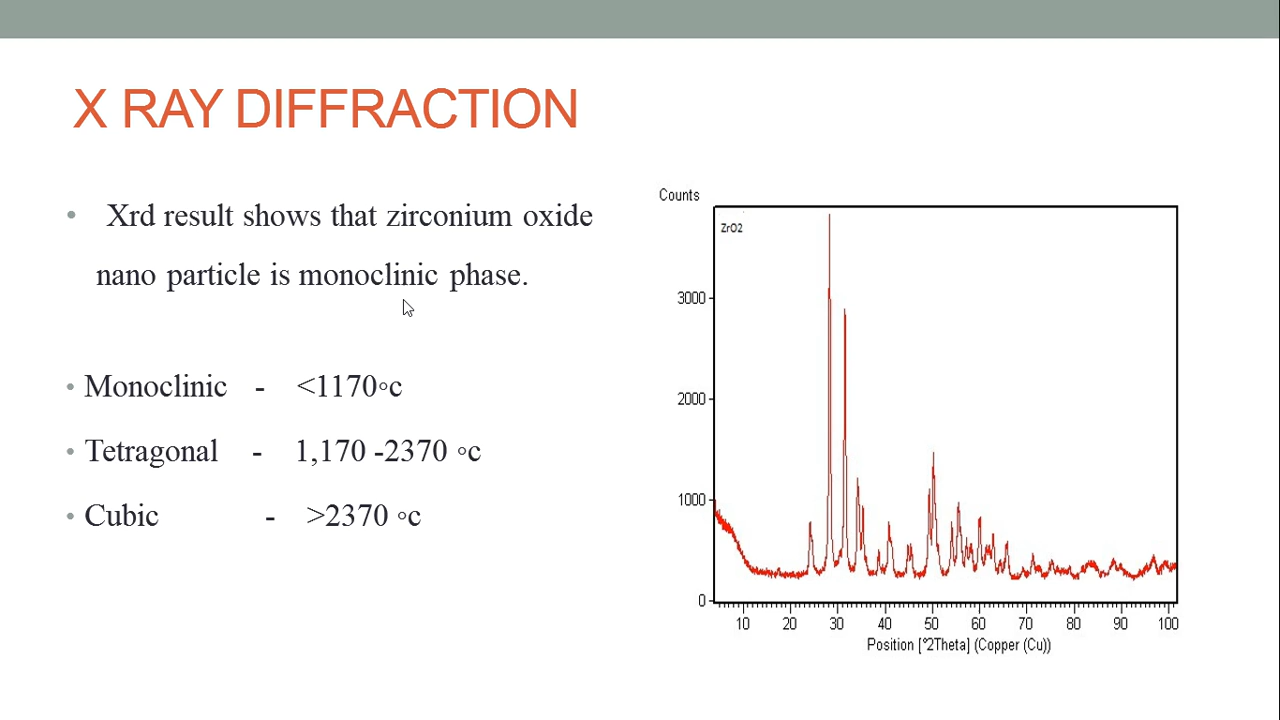 X RAY DIFFRACTION
• Xrd result shows that zirconium oxide
nano particle is monoclinic phase.
• Monoclinic - <1170◦c
• Tetragonal - 1,170 -2370 ◦c
• Cubic - >2370 ◦c
Counts
ZrO2
3000
2000
1000
0
10 20 30 40 50 60 70 80 90 100
Position [°2Theta] (Copper (Cu))